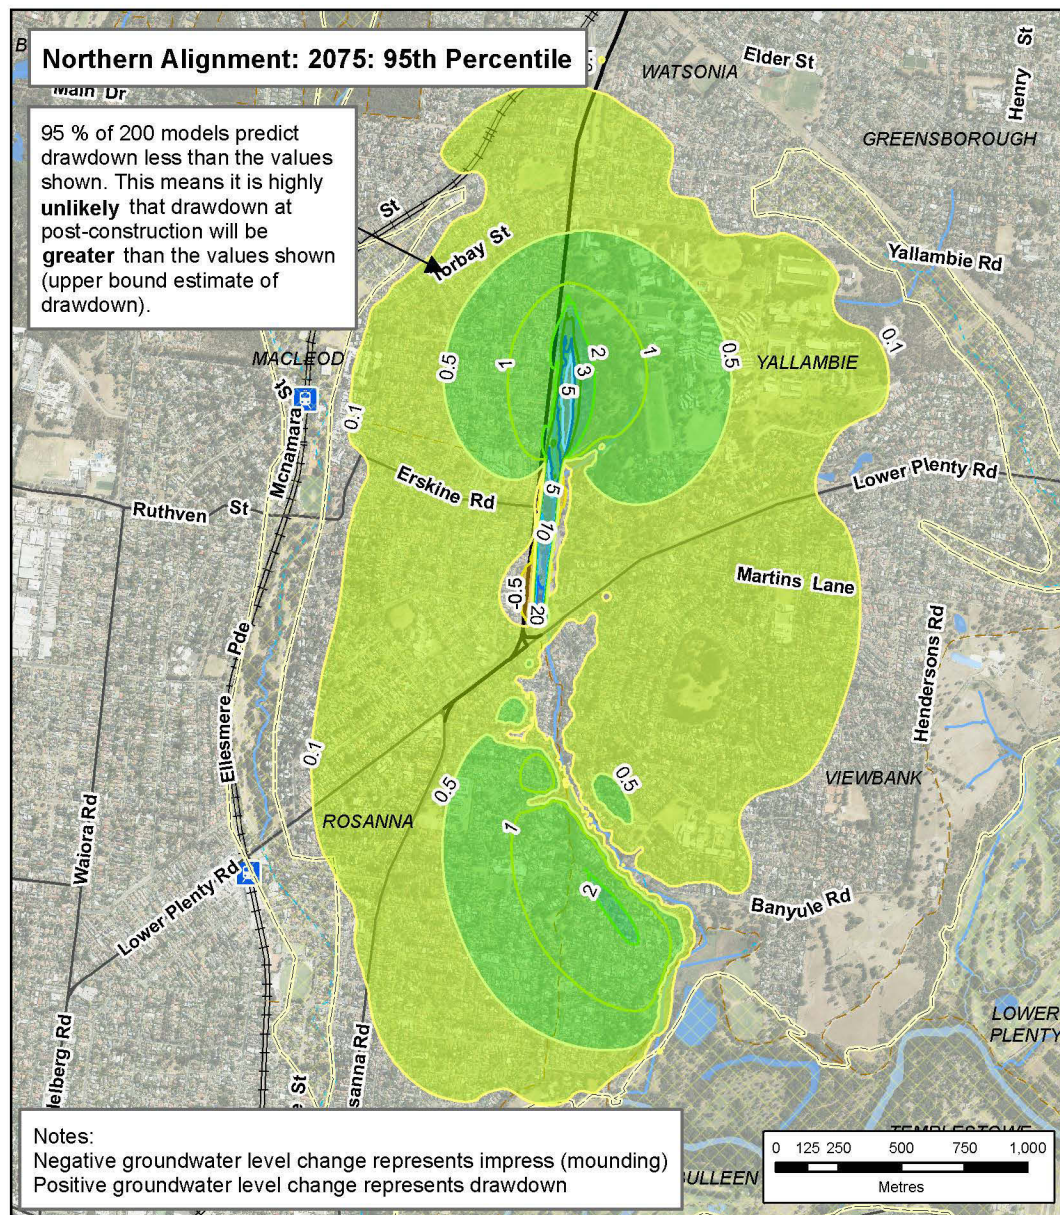 Northern Alignment: 2075: 95th Percentile
95 % of 200 models predict
drawdown less than the values
shown. This means it is highly
unlikely that drawdown at
post-construction will be
greater than the values shown
(upper bound estimate of
drawdown).
Main Dr
WATSONIA
Elder St
Henry St
GREENSBOROUGH
St
Torbay St
Yallambie Rd
MACLEOD
Mcnamara St
YALLAMBIE
0.1
0.5
1
2
3
5
1
0.5
0.1
Erskine Rd
Lower Plenty Rd
Ruthven St
5
10
20
-0.5
Martins Lane
Ellesmere Pde
Hendersons Rd
0.1
0.5
0.5
VIEWBANK
ROSANNA
1
2
Waiora Rd
Lower Plenty Rd
Banyule Rd
LOWER
PLENTY
St
TEMPLESTOWE
Notes:
Negative groundwater level change represents impress (mounding)
Positive groundwater level change represents drawdown
0 125 250 500 750 1,000
Metres